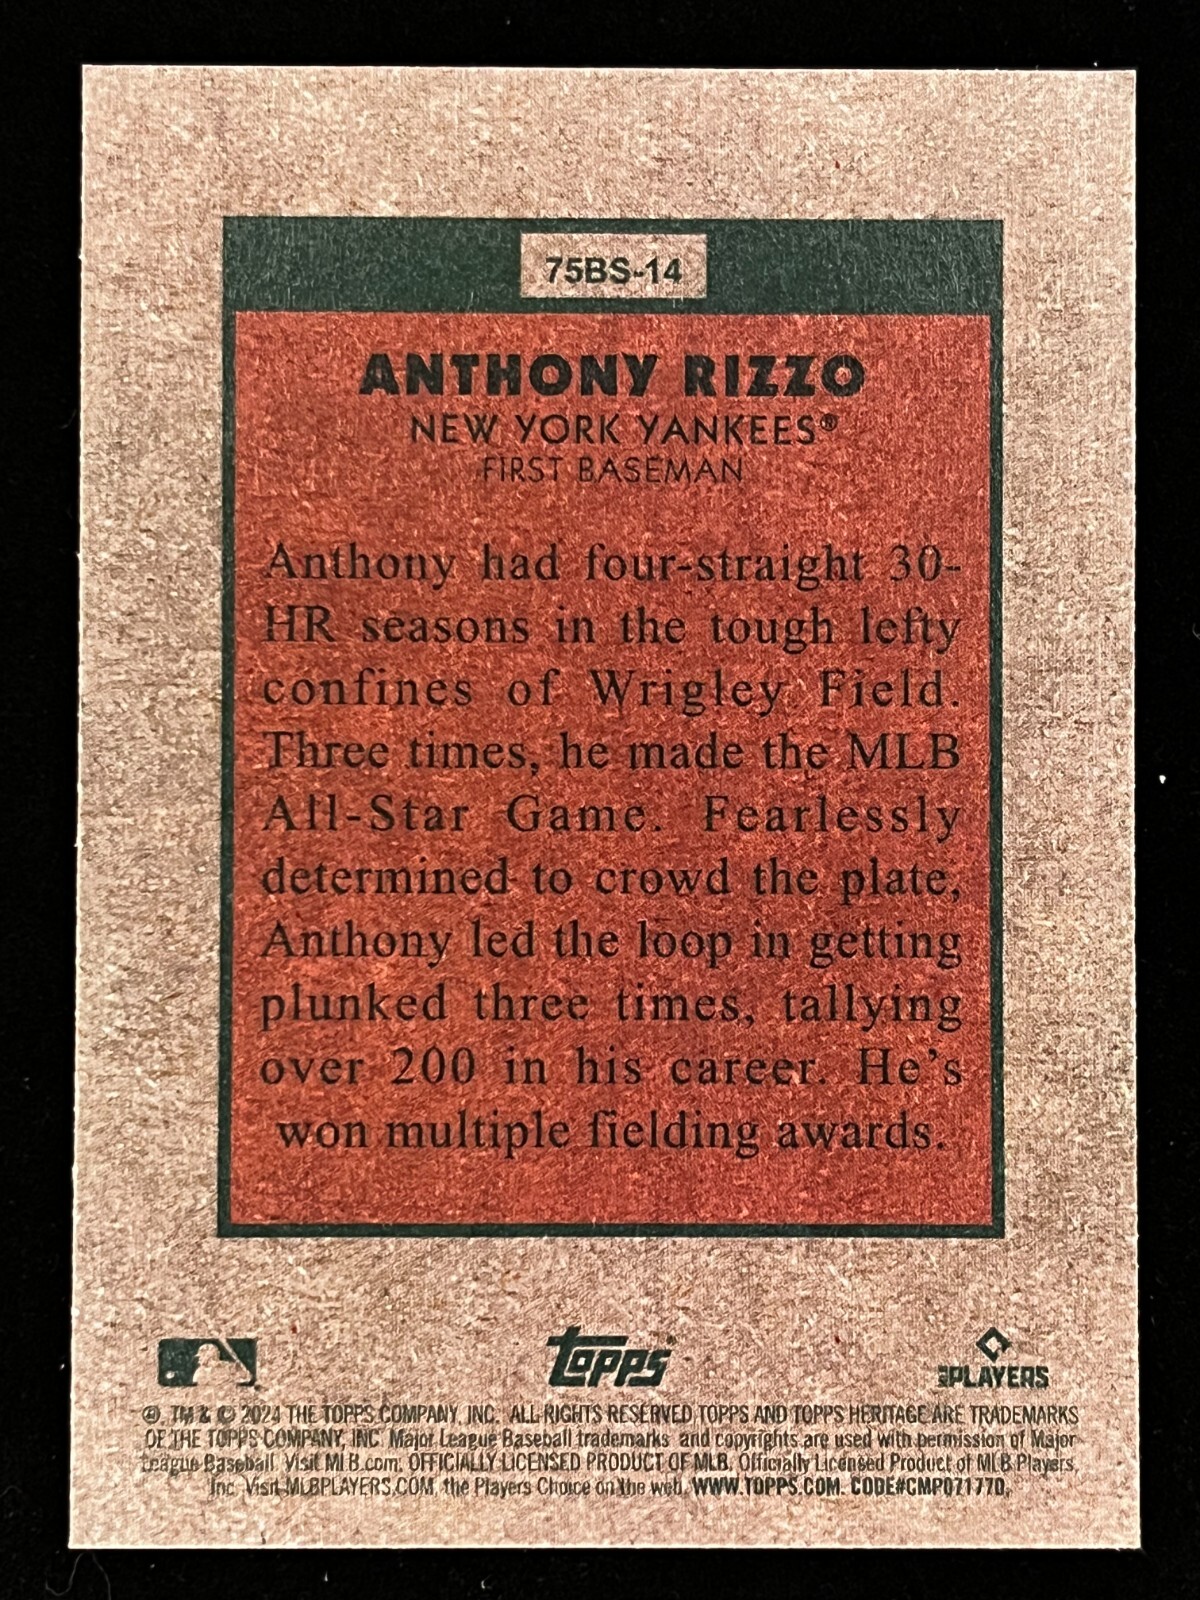 75BS-14
ANTHONY RIZZO
NEW YORK YANKEES®
FIRST BASEMAN
Anthony had four-straight 30-
HR seasons in the tough lefty
confines of Wrigley Field.
Three times, he made the MLB
All-Star Game. Fearlessly
determined to crowd the plate,
Anthony led the loop in getting
plunked three times, tallying
over 200 in his career. He's
won multiple fielding awards.
Topps
PLAYERS
®, TM & © 2024 THE TOPPS COMPANY, INC. ALL RIGHTS RESERVED TOPPS AND TOPPS HERITAGE ARE TRADEMARKS
OF THE TOPPS COMPANY, INC. Major League Baseball trademarks and copyrights are used with permission of Major
League Baseball. Visit MLB.com. OFFICIALLY LICENSED PRODUCT OF MLB. Officially Licensed Product of MLB Players,
Inc. Visit MLBPLAYERS.COM, the Players Choice on the web. WWW.TOPPS.COM. CODE#CMP071770.